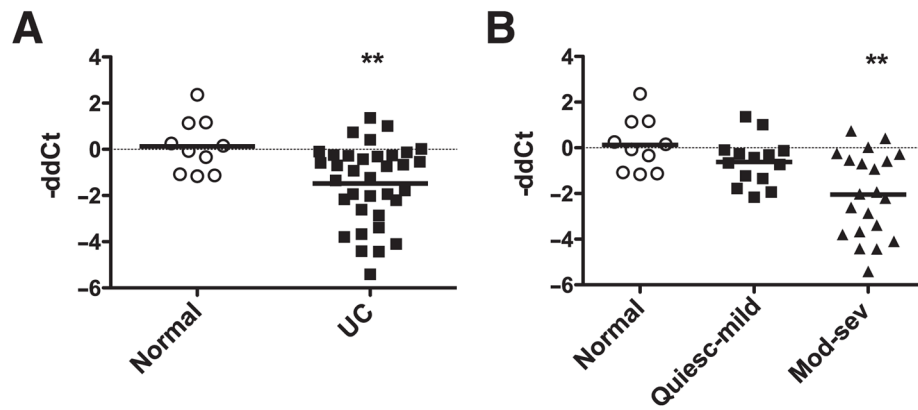 A
B
**
**
4
2
0
−2
−4
−6
-ddCt
Normal
UC
4
2
0
−2
−4
−6
-ddCt
Normal
Quiesc-mild
Mod-sev